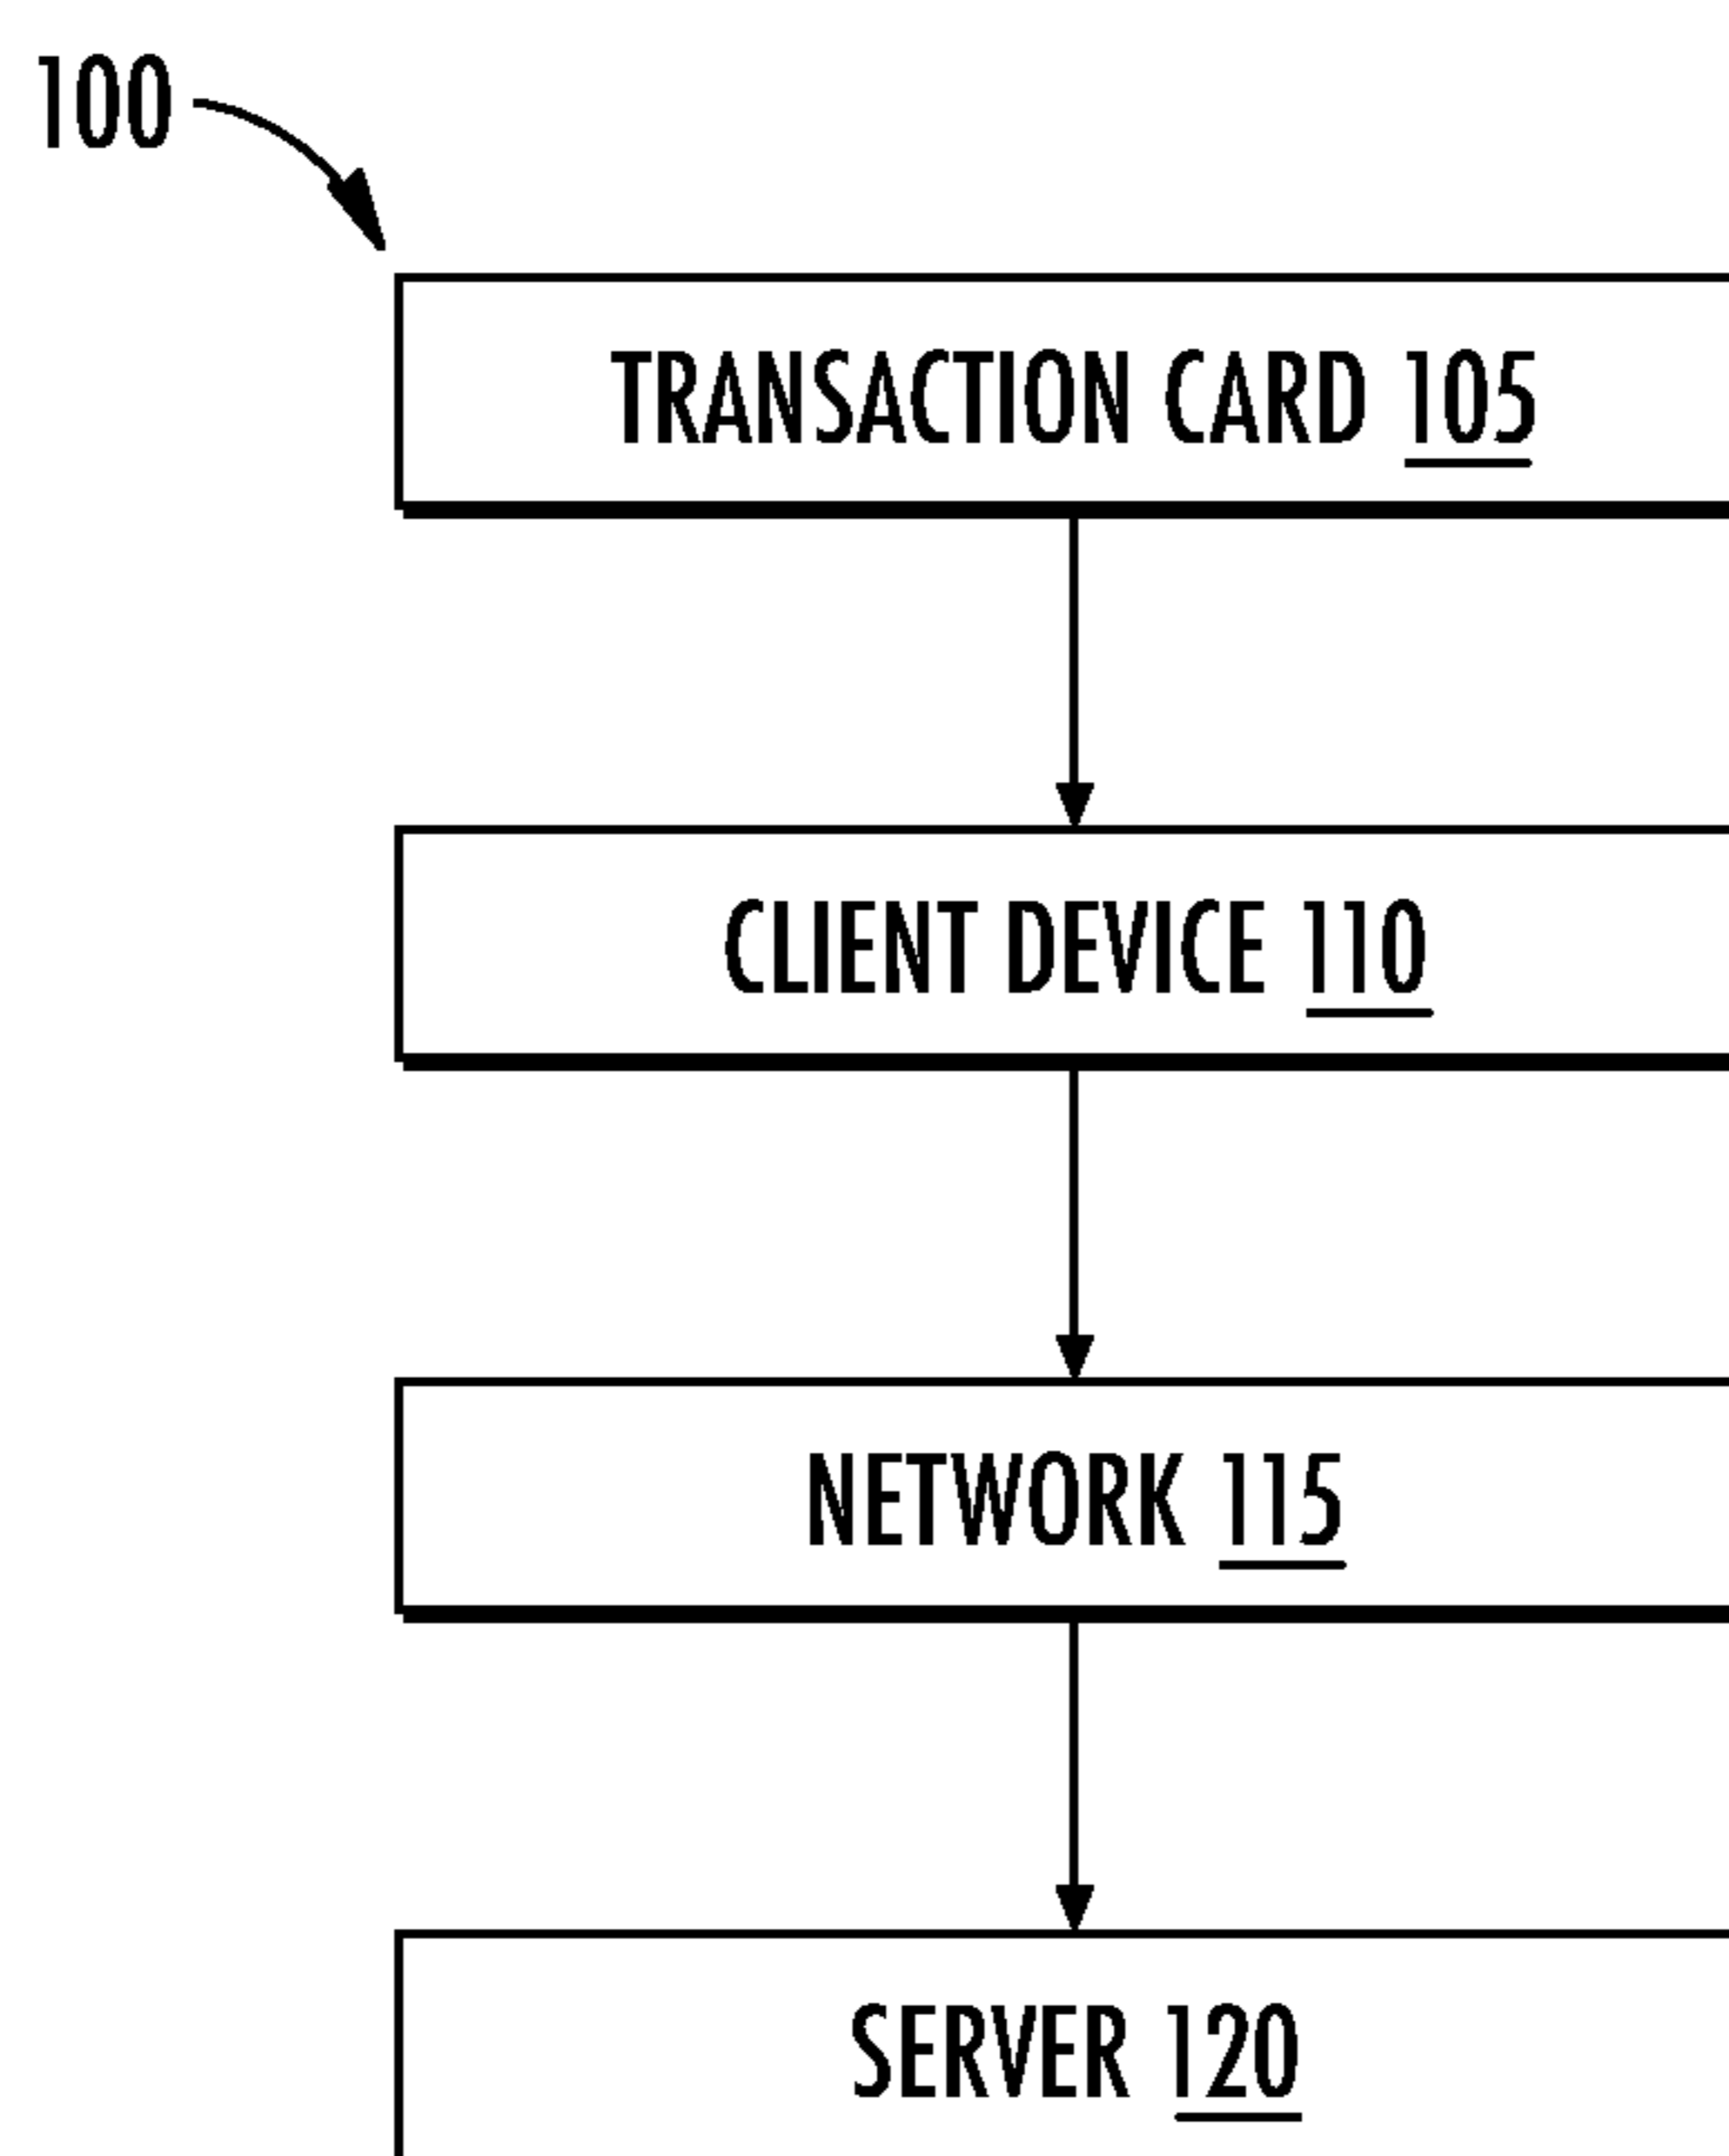 100
TRANSACTION CARD 105
CLIENT DEVICE 110
NETWORK 115
SERVER 120